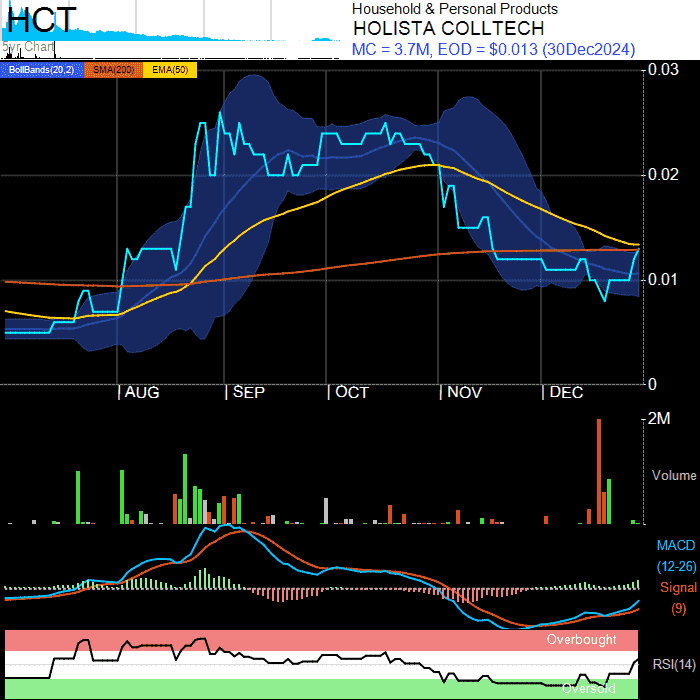 HCT
5yr Chart
Household & Personal Products
HOLISTA COLLTECH
MC = 3.7M, EOD = $0.013 (30Dec2024)
BollBands(20,2) SMA(200) EMA(50)
0.03
0.02
0.01
0
AUG SEP OCT NOV DEC
2M
Volume
MACD
(12-26)
Signal
(9)
Overbought
RSI(14)
Oversold